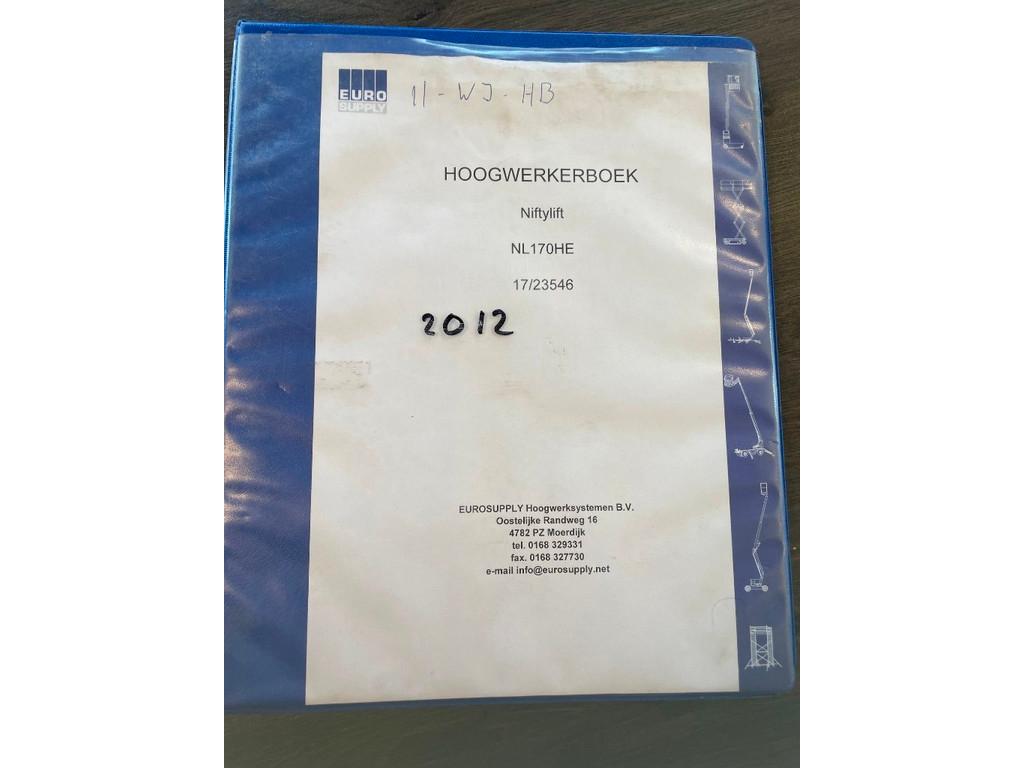 EURO
SUPPLY
11-WJ-HB
HOOGWERKERBOEK
Niftylift
NL170HE
17/23546
2012
EUROSUPPLY Hoogwerksystemen B.V.
Oostelijke Randweg 16
4782 PZ Moerdijk
tel. 0168 329331
fax. 0168 327730
e-mail info@eurosupply.net